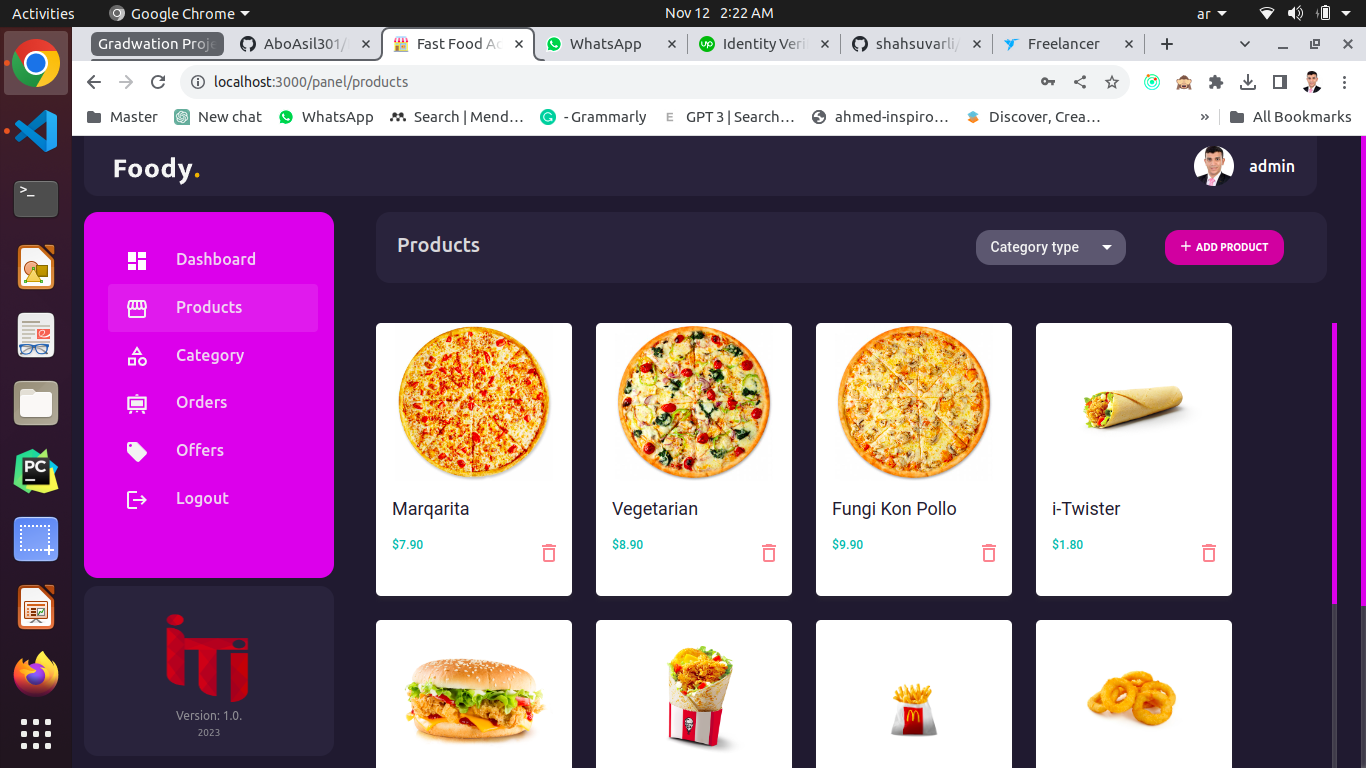 Activities
Google Chrome
Nov 12 2:22 AM
ar
Gradwation Proj
AboAsil301/
Fast Food Ad
WhatsApp
Identity Veri
shahsuvarli/
Freelancer
localhost:3000/panel/products
Master
New chat
WhatsApp
Search | Mend…
- Grammarly
GPT 3 | Search…
ahmed-inspiro…
Discover, Crea…
»
All Bookmarks
Foody.
admin
Dashboard
Products
Category
Orders
Offers
Logout
iTi
Version: 1.0.
2023
Products
Category type
+ ADD PRODUCT
Marqarita
$7.90
Vegetarian
$8.90
Fungi Kon Pollo
$9.90
i-Twister
$1.80